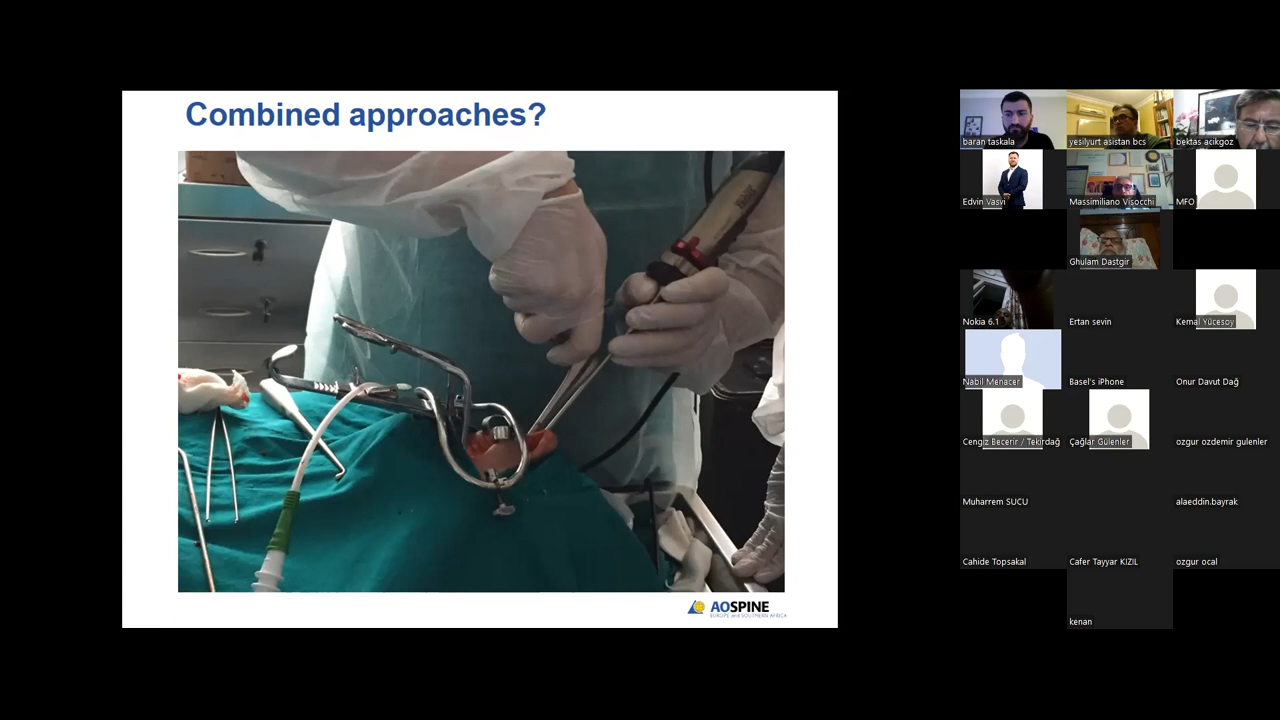 Combined approaches?
AOSPINE
EUROPE and SOUTHERN AFRICA
baran taskala
yesilyurt asistan bcs
bektas acikgoz
Edvin Vasvi
Massimiliano Visocchi
MFO
Ghulam Dastgir
Nokia 6.1
Ertan sevin
Kemal Yücesoy
Nabil Menacer
Basel's iPhone
Onur Davut Dağ
Cengiz Becerir / Tekirdağ
Çağlar Gülenler
ozgur ozdemir gulenler
Muharrem SUCU
alaeddin.bayrak
Cahide Topsakal
Cafer Tayyar KIZIL
ozgur ocal
kenan